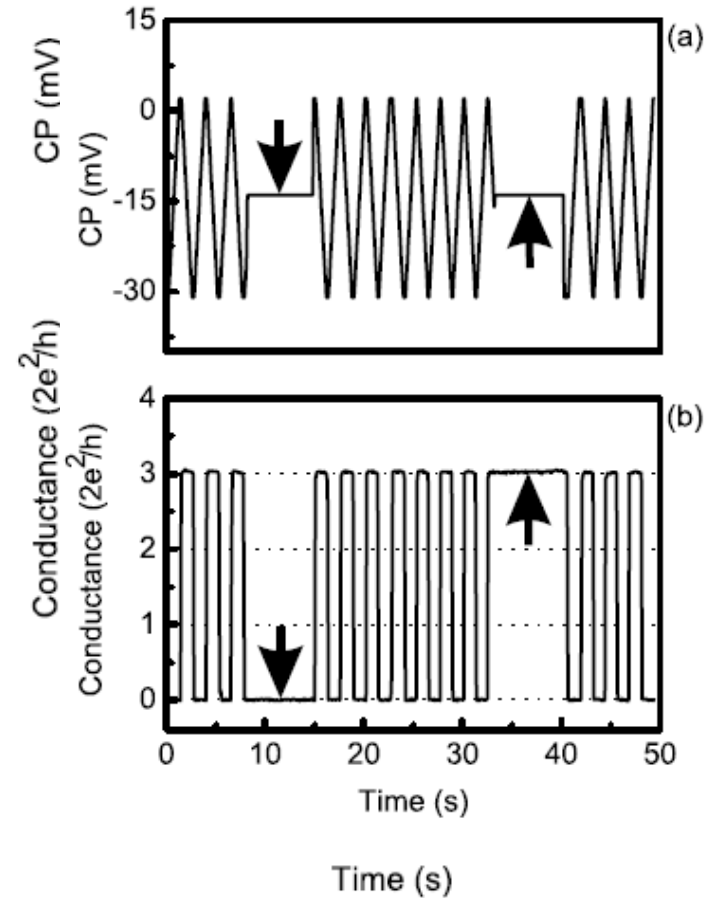 (a)
CP (mV)
CP (mV)
15
0
-15
-30
(b)
Conductance (2e²/h)
Conductance (2e²/h)
4
3
2
1
0
0 10 20 30 40 50
Time (s)
Time (s)